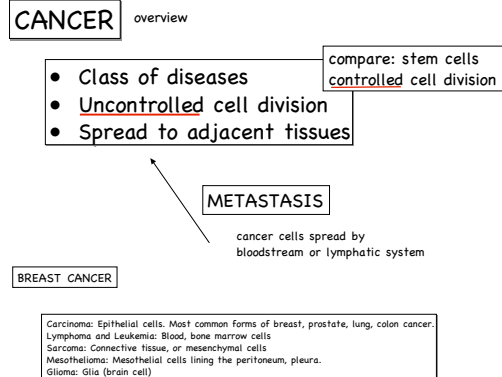 CANCER overview
compare: stem cells
controlled cell division
• Class of diseases
• Uncontrolled cell division
• Spread to adjacent tissues
METASTASIS
cancer cells spread by
bloodstream or lymphatic system
BREAST CANCER
Carcinoma: Epithelial cells. Most common forms of breast, prostate, lung, colon cancer.
Lymphoma and Leukemia: Blood, bone marrow cells
Sarcoma: Connective tissue, or mesenchymal cells
Mesothelioma: Mesothelial cells lining the peritoneum, pleura.
Glioma: Glia (brain cell)